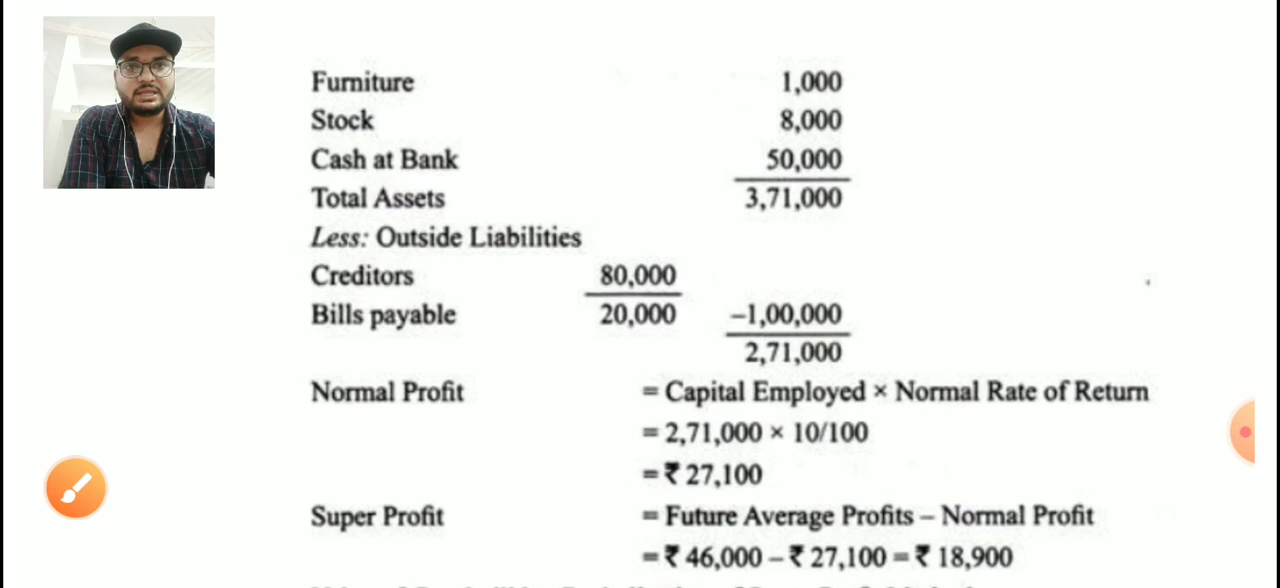 Furniture 1,000
Stock 8,000
Cash at Bank 50,000
Total Assets 3,71,000
Less: Outside Liabilities
Creditors 80,000
Bills payable 20,000 –1,00,000
2,71,000
Normal Profit = Capital Employed × Normal Rate of Return
= 2,71,000 × 10/100
= ₹ 27,100
Super Profit = Future Average Profits – Normal Profit
= ₹ 46,000 – ₹ 27,100 = ₹ 18,900